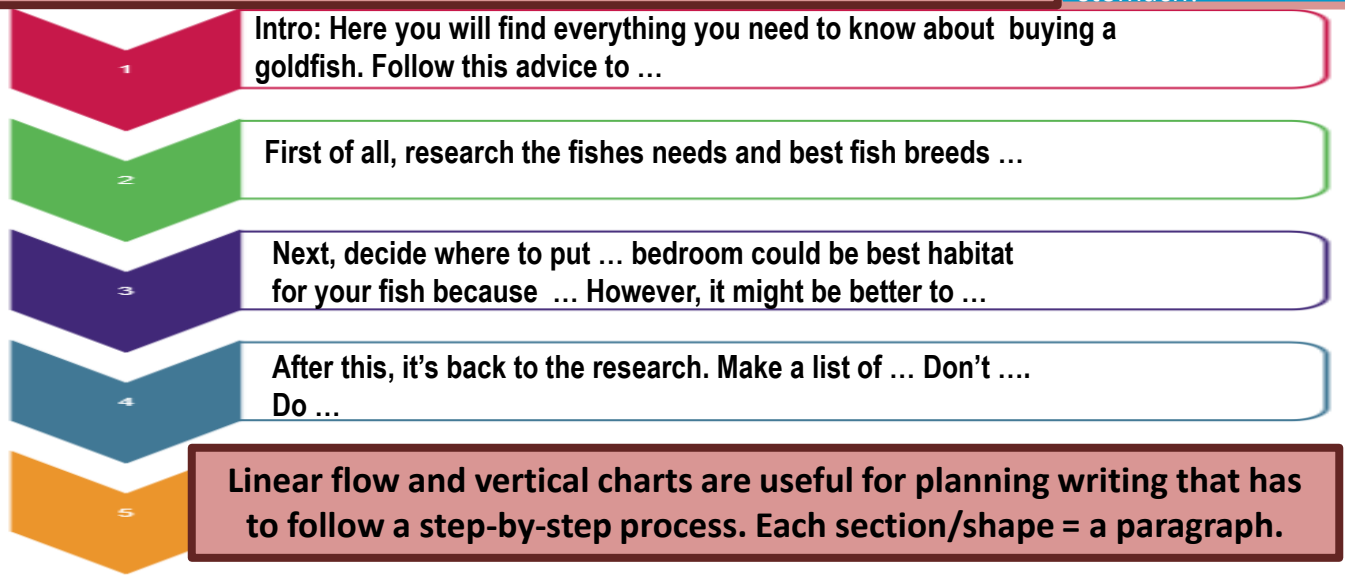 1
Intro: Here you will find everything you need to know about buying a
goldfish. Follow this advice to …
2
First of all, research the fishes needs and best fish breeds …
3
Next, decide where to put … bedroom could be best habitat
for your fish because … However, it might be better to …
4
After this, it’s back to the research. Make a list of … Don’t ….
Do …
5
Linear flow and vertical charts are useful for planning writing that has
to follow a step-by-step process. Each section/shape = a paragraph.